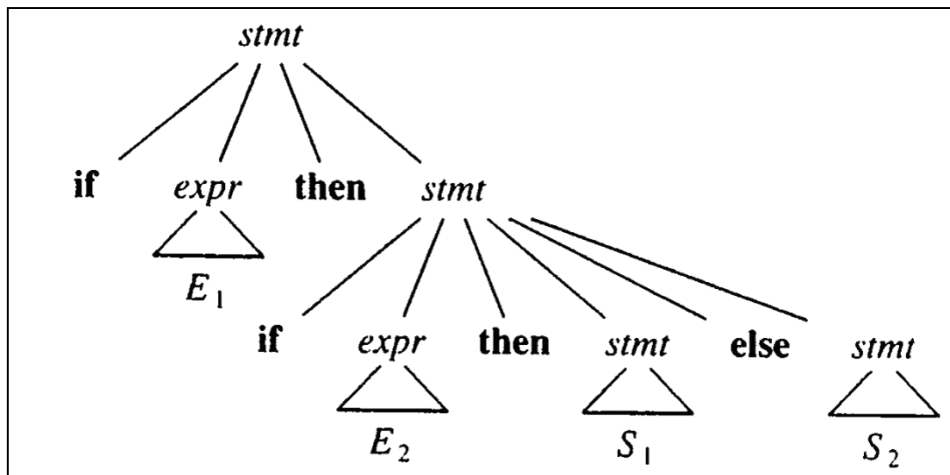 stmt
if expr then stmt
E1
if expr then stmt else stmt
E2 S1 S2